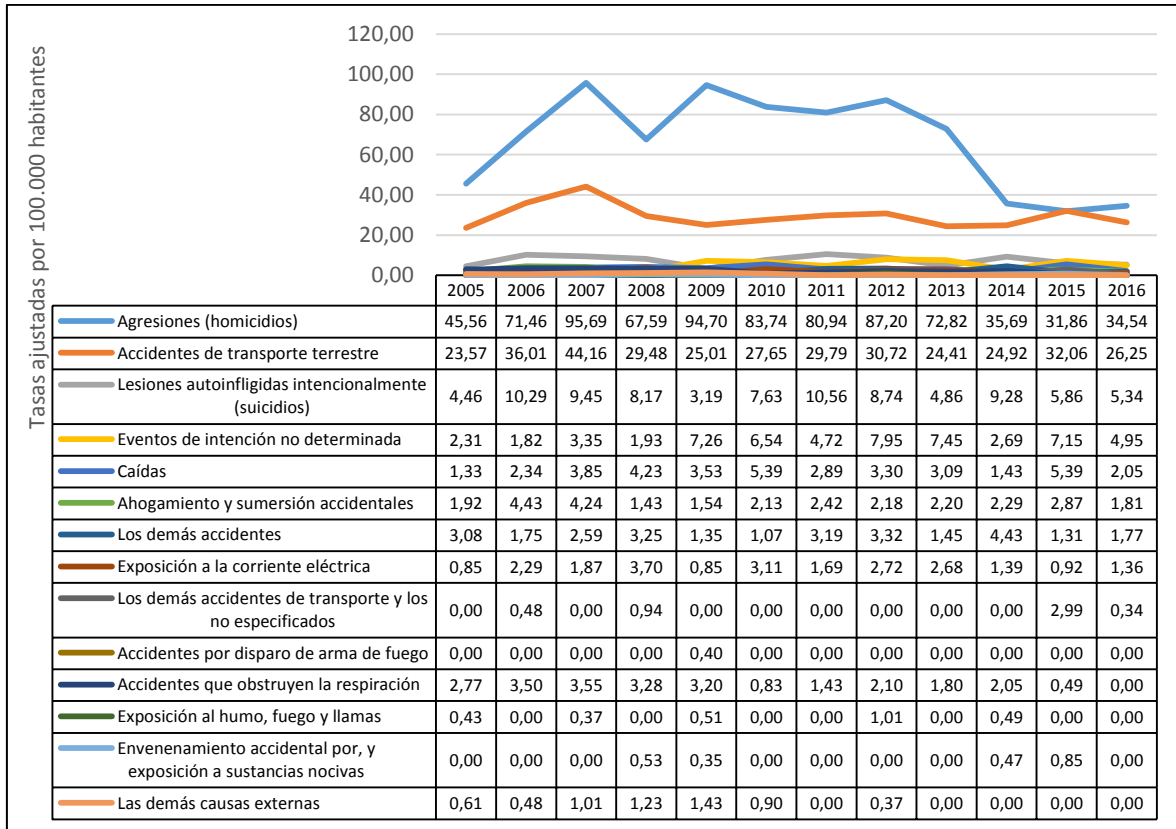 Tasas ajustadas por 100.000 habitantes
120,00
100,00
80,00
60,00
40,00
20,00
0,00
2005 2006 2007 2008 2009 2010 2011 2012 2013 2014 2015 2016
Agresiones (homicidios) 45,56 71,46 95,69 67,59 94,70 83,74 80,94 87,20 72,82 35,69 31,86 34,54
Accidentes de transporte terrestre 23,57 36,01 44,16 29,48 25,01 27,65 29,79 30,72 24,41 24,92 32,06 26,25
Lesiones autoinfligidas intencionalmente
(suicidios) 4,46 10,29 9,45 8,17 3,19 7,63 10,56 8,74 4,86 9,28 5,86 5,34
Eventos de intención no determinada 2,31 1,82 3,35 1,93 7,26 6,54 4,72 7,95 7,45 2,69 7,15 4,95
Caídas 1,33 2,34 3,85 4,23 3,53 5,39 2,89 3,30 3,09 1,43 5,39 2,05
Ahogamiento y sumersión accidentales 1,92 4,43 4,24 1,43 1,54 2,13 2,42 2,18 2,20 2,29 2,87 1,81
Los demás accidentes 3,08 1,75 2,59 3,25 1,35 1,07 3,19 3,32 1,45 4,43 1,31 1,77
Exposición a la corriente eléctrica 0,85 2,29 1,87 3,70 0,85 3,11 1,69 2,72 2,68 1,39 0,92 1,36
Los demás accidentes de transporte y los
no especificados 0,00 0,48 0,00 0,94 0,00 0,00 0,00 0,00 0,00 0,00 2,99 0,34
Accidentes por disparo de arma de fuego 0,00 0,00 0,00 0,00 0,40 0,00 0,00 0,00 0,00 0,00 0,00 0,00
Accidentes que obstruyen la respiración 2,77 3,50 3,55 3,28 3,20 0,83 1,43 2,10 1,80 2,05 0,49 0,00
Exposición al humo, fuego y llamas 0,43 0,00 0,37 0,00 0,51 0,00 0,00 1,01 0,00 0,49 0,00 0,00
Envenenamiento accidental por, y
exposición a sustancias nocivas 0,00 0,00 0,00 0,53 0,35 0,00 0,00 0,00 0,00 0,47 0,85 0,00
Las demás causas externas 0,61 0,48 1,01 1,23 1,43 0,90 0,00 0,37 0,00 0,00 0,00 0,00